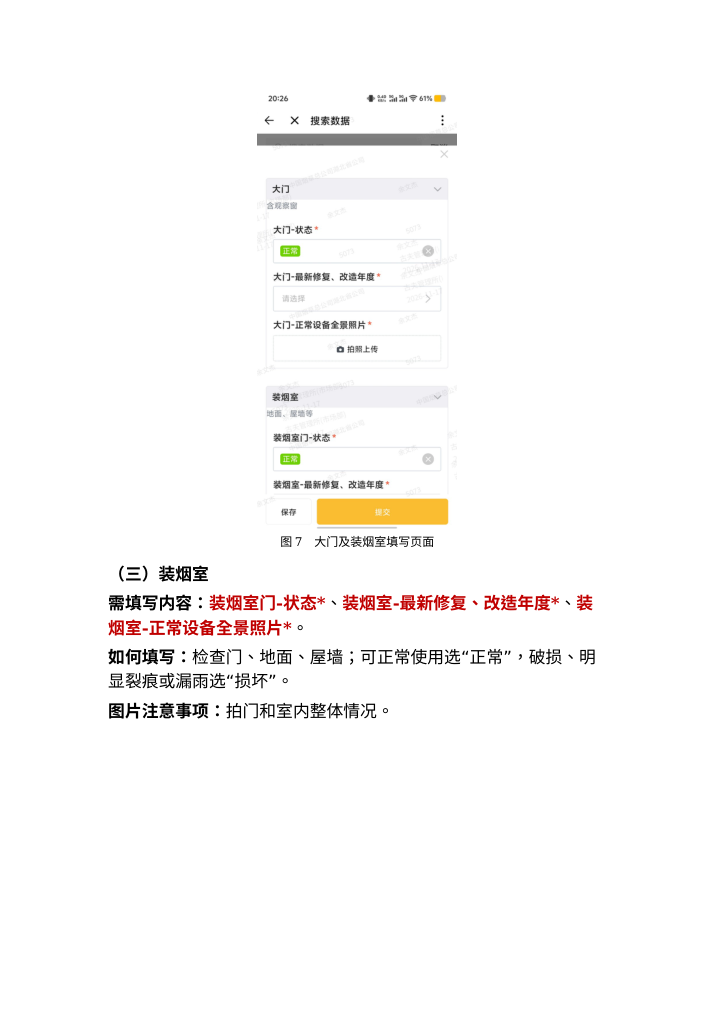 20:26
61%
搜索数据
大门
含观察窗
大门-状态*
正常
大门-最新修复、改造年度*
请选择
大门-正常设备全景照片*
拍照上传
装烟室
地面、屋墙等
装烟室门-状态*
正常
装烟室-最新修复、改造年度*
保存 提交
图 7 大门及装烟室填写页面
（三）装烟室
需填写内容：装烟室门-状态*、装烟室-最新修复、改造年度*、装
烟室-正常设备全景照片*。
如何填写：检查门、地面、屋墙；可正常使用选“正常”，破损、明
显裂痕或漏雨选“损坏”。
图片注意事项：拍门和室内整体情况。